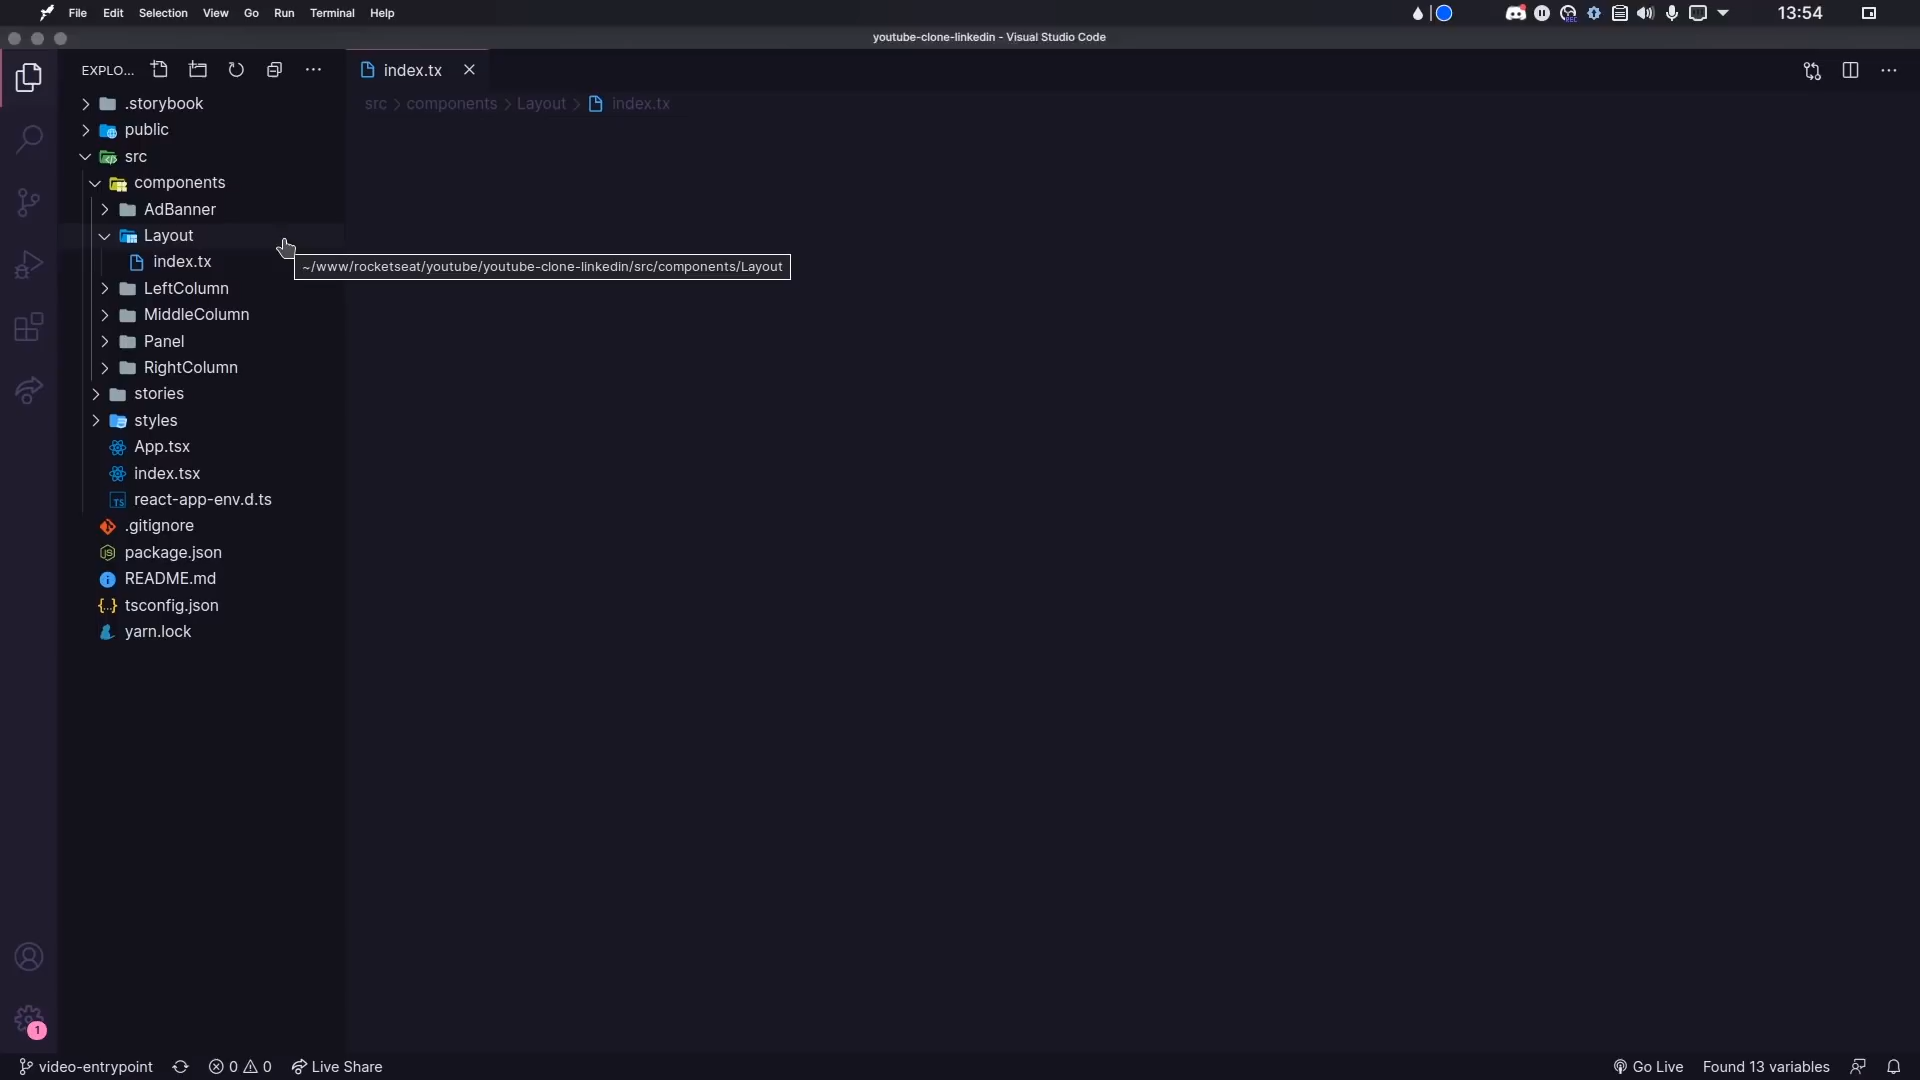 File Edit Selection View Go Run Terminal Help
13:54
youtube-clone-linkedin - Visual Studio Code
EXPLO...
index.tx
src > components > Layout > index.tx
.storybook
public
src
components
AdBanner
Layout
index.tx
~/www/rocketseat/youtube/youtube-clone-linkedin/src/components/Layout
LeftColumn
MiddleColumn
Panel
RightColumn
stories
styles
App.tsx
index.tsx
TS react-app-env.d.ts
.gitignore
package.json
README.md
tsconfig.json
yarn.lock
1
video-entrypoint 0 0 Live Share
Go Live Found 13 variables